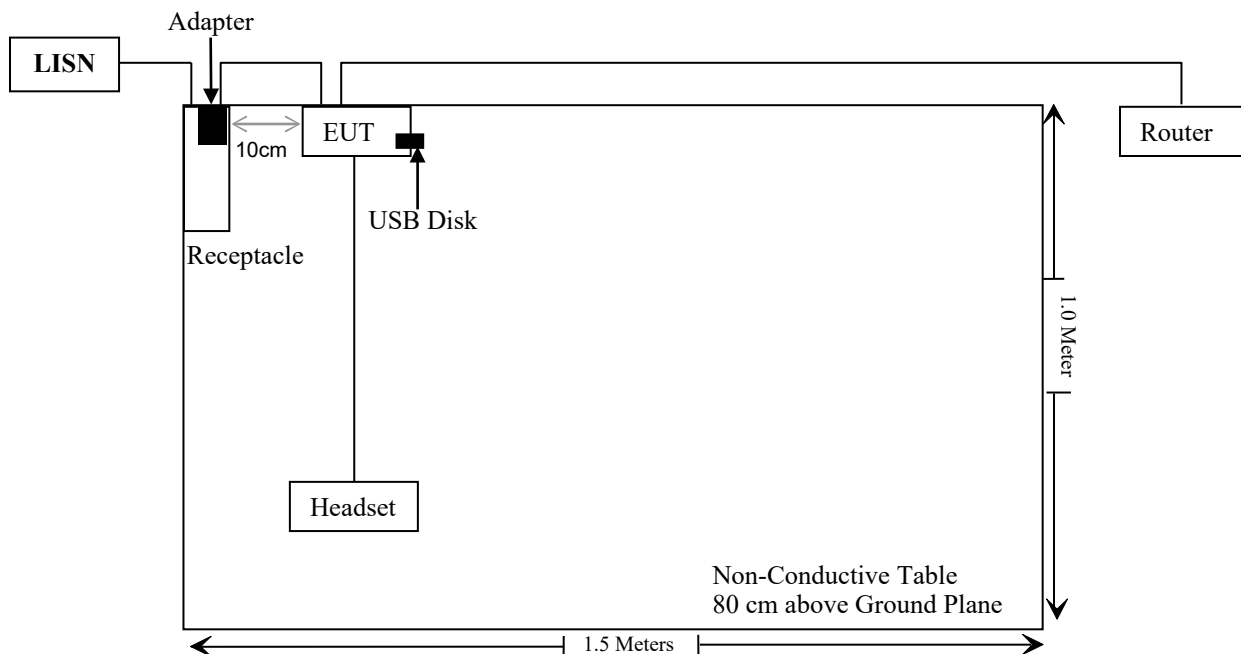 Adapter
LISN
EUT
Router
10cm
USB Disk
Receptacle
1.0 Meter
Headset
Non-Conductive Table
80 cm above Ground Plane
1.5 Meters